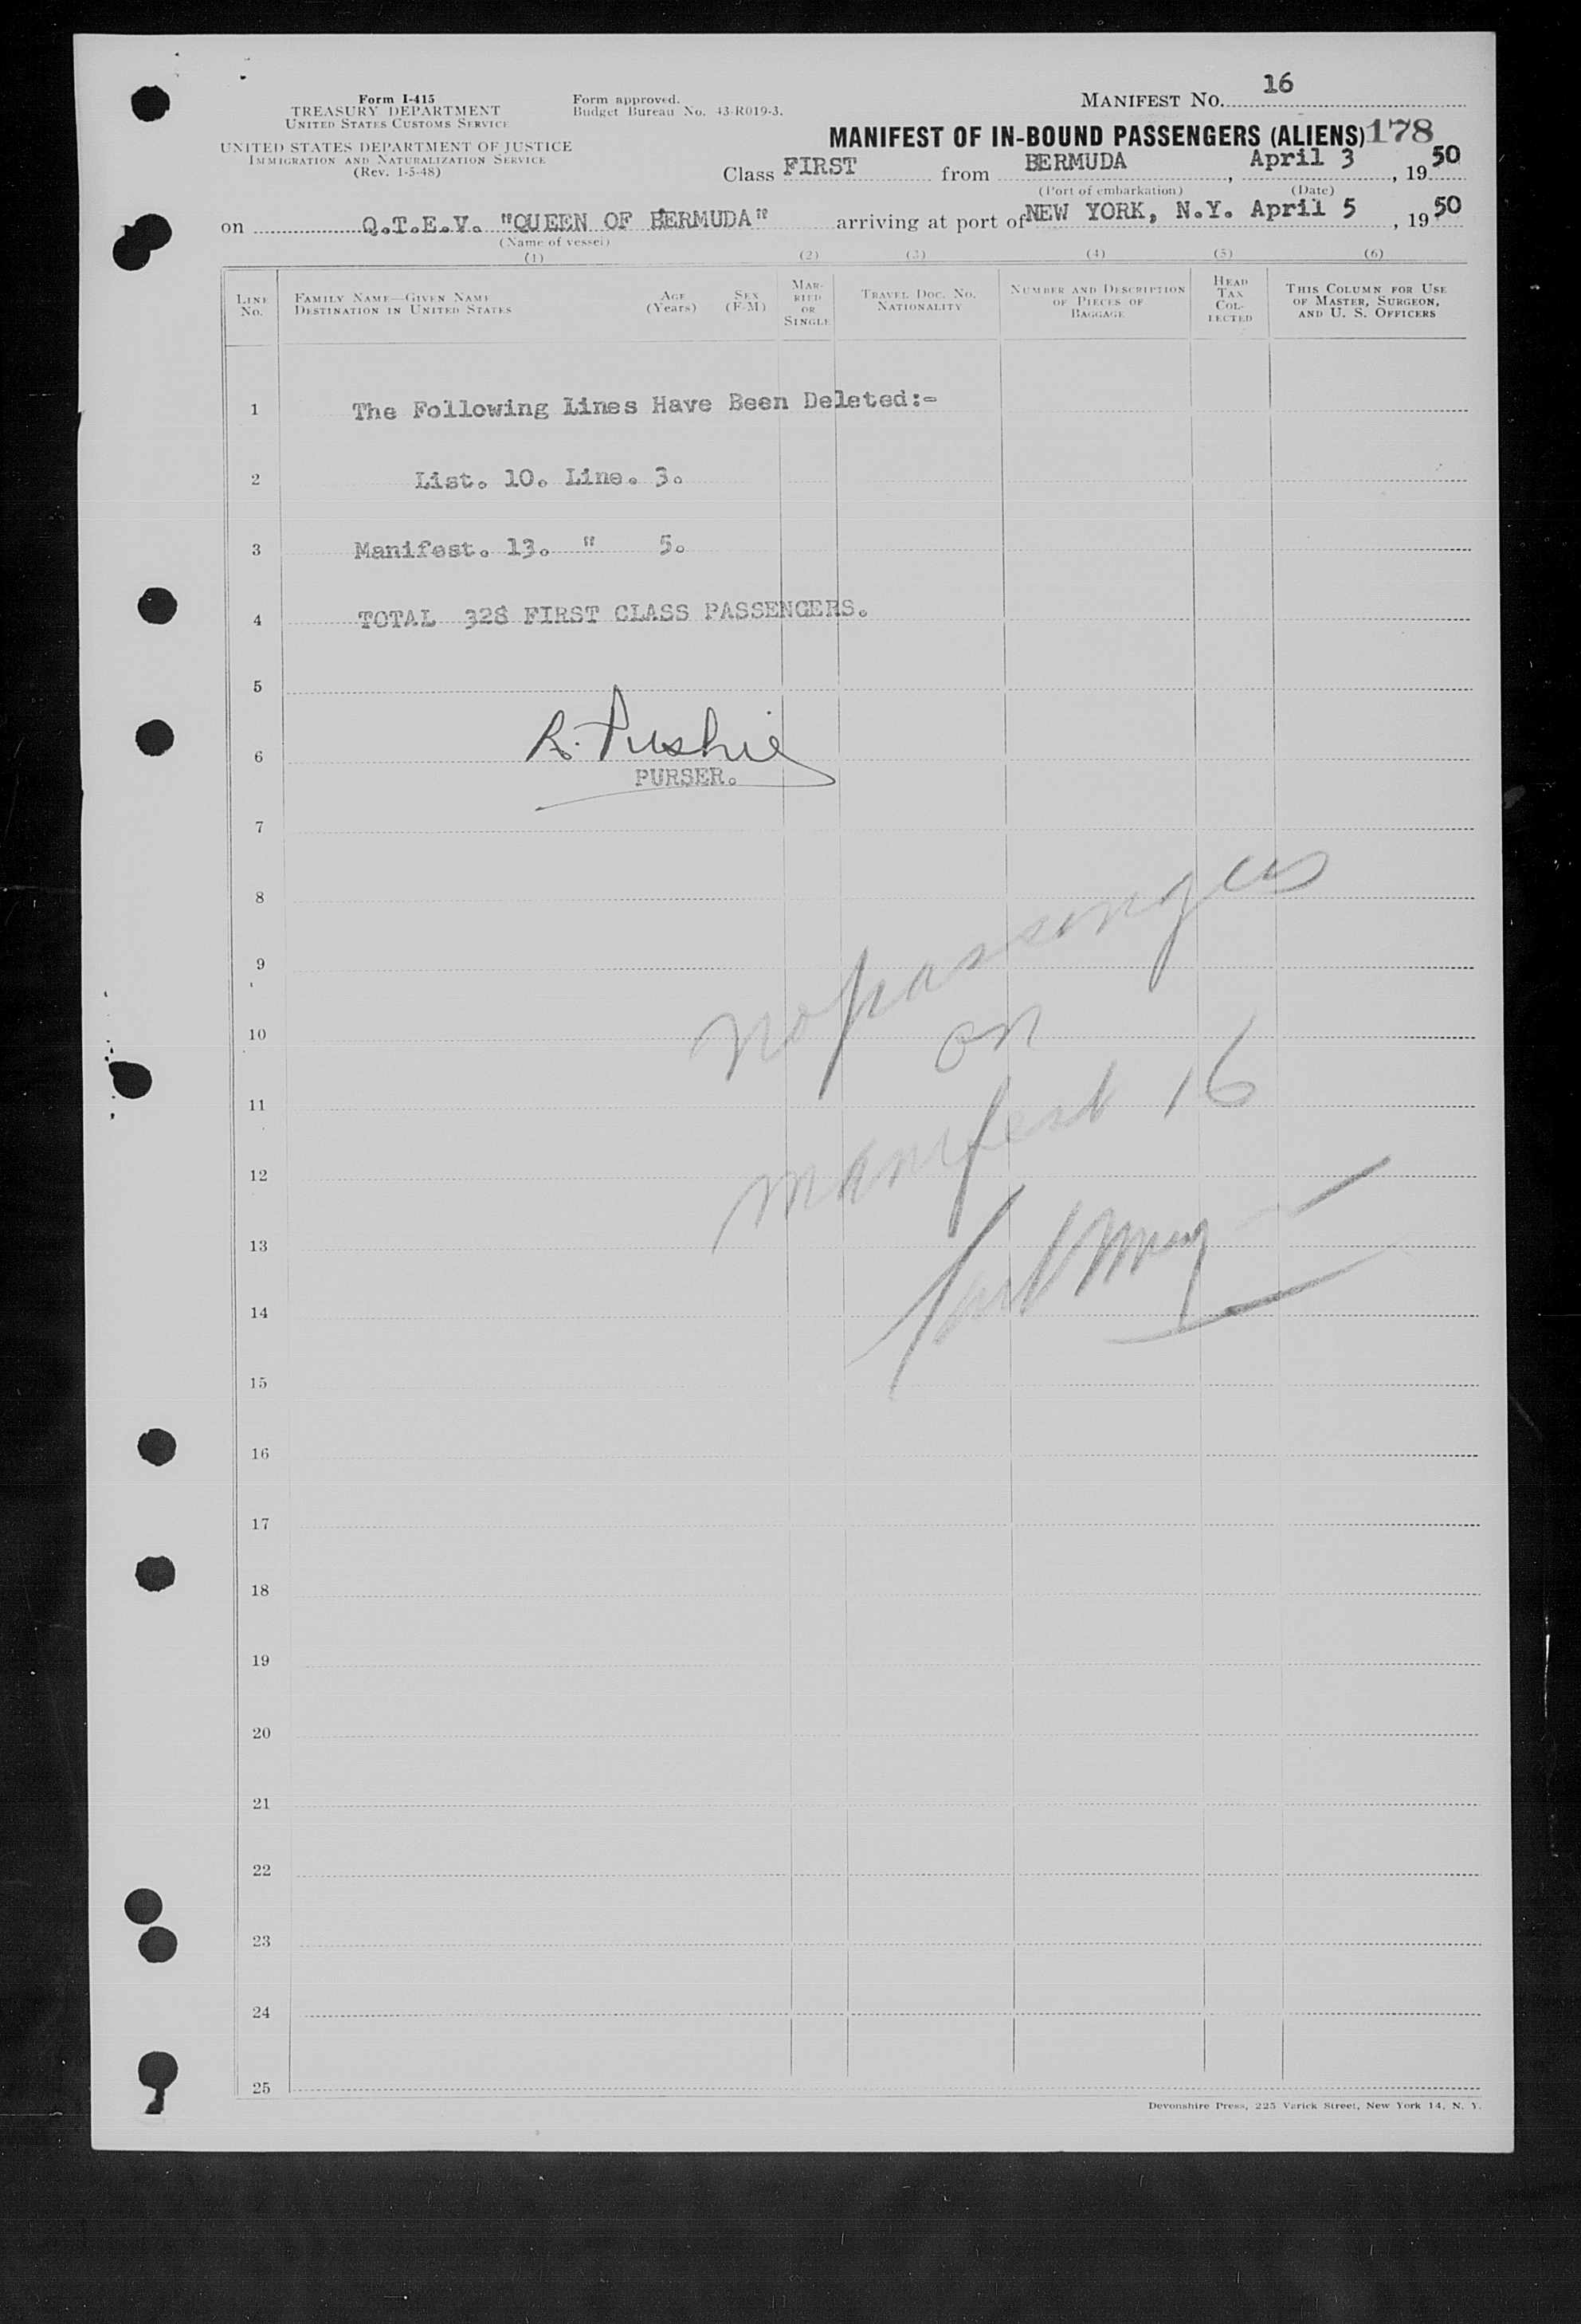 Form I-415
TREASURY DEPARTMENT
UNITED STATES CUSTOMS SERVICE
UNITED STATES DEPARTMENT OF JUSTICE
IMMIGRATION AND NATURALIZATION SERVICE
(Rev. 1-5-48)
Form approved.
Budget Bureau No. 43-R019-3.
MANIFEST NO. 16
MANIFEST OF IN-BOUND PASSENGERS (ALIENS) 178
Class FIRST from BERMUDA, April 3, 1950
(Port of embarkation) (Date)
on Q.T.E.V. "QUEEN OF BERMUDA" arriving at port of NEW YORK, N.Y. April 5, 1950
(Name of vessel)
(1) (2) (3) (4) (5) (6)
LINE NO.
FAMILY NAME—GIVEN NAME
DESTINATION IN UNITED STATES
AGE (Years)
SEX (F-M)
MARRIED OR SINGLE
TRAVEL DOC. NO.
NATIONALITY
NUMBER AND DESCRIPTION OF PIECES OF BAGGAGE
HEAD TAX COLLECTED
THIS COLUMN FOR USE OF MASTER, SURGEON, AND U. S. OFFICERS
1 The Following Lines Have Been Deleted:-
2 List. 10. Line. 3.
3 Manifest. 13. " 5.
4 TOTAL 328 FIRST CLASS PASSENGERS.
5
6 R. Pushie
PURSER.
7
8
9
10
11
12
13
14
15
16
17
18
19
20
21
22
23
24
25
no passengers
on
manifest 16
Devonshire Press, 225 Varick Street, New York 14, N. Y.